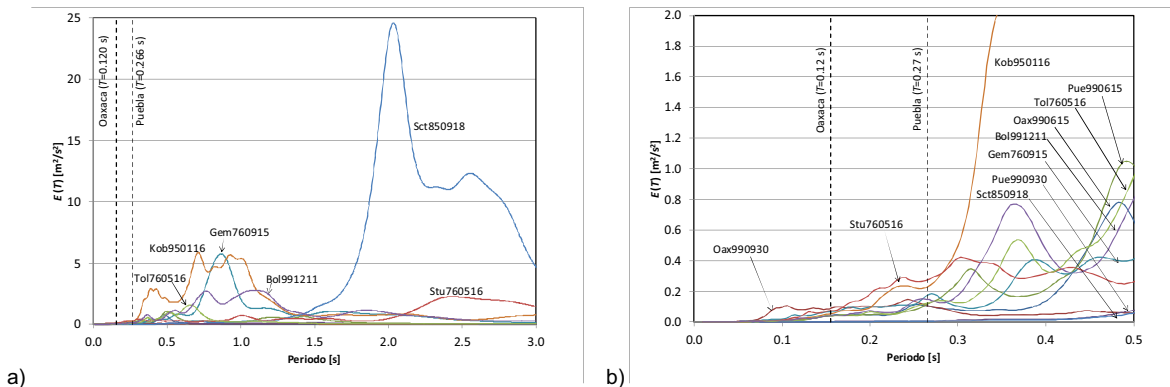 25
20
15
10
5
0
E (T) [m²/s²]
0.0 0.5 1.0 1.5 2.0 2.5 3.0
Periodo [s]
Oaxaca (T=0.120 s)
Puebla (T=0.266 s)
Sct850918
Gem760915
Kob950116
Tol760516
Bol991211
Stu760516
a)
2.0
1.8
1.6
1.4
1.2
1.0
0.8
0.6
0.4
0.2
0.0
E (T) [m²/s²]
0.0 0.1 0.2 0.3 0.4 0.5
Periodo [s]
Oaxaca (T=0.12 s)
Puebla (T=0.27 s)
Kob950116
Pue990615
Tol760516
Oax990615
Bol991211
Gem760915
Pue990930
Sct850918
Stu760516
Oax990930
b)